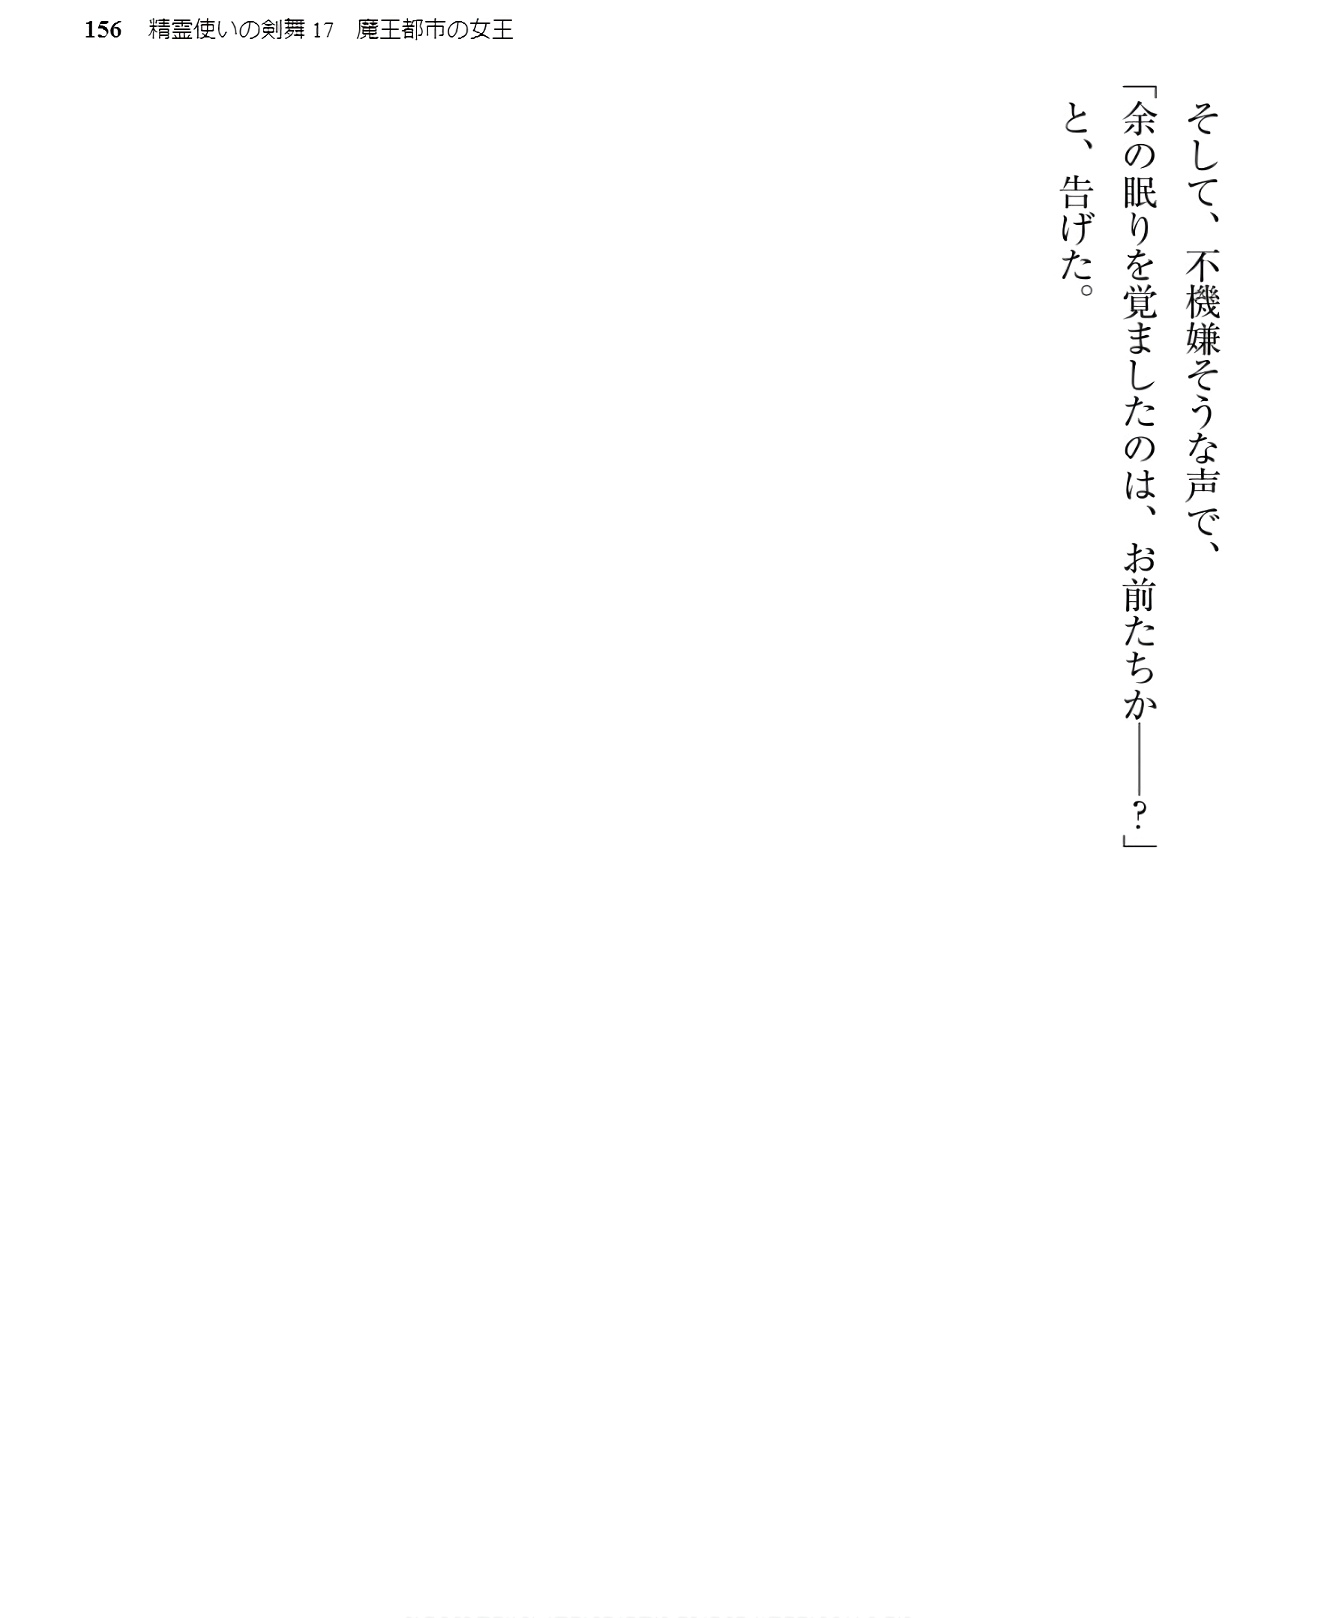 156 精霊使いの剣舞 17　魔王都市の女王
　そして、不機嫌そうな声で、
「余の眠りを覚ましたのは、お前たちか――？」
　と、告げた。